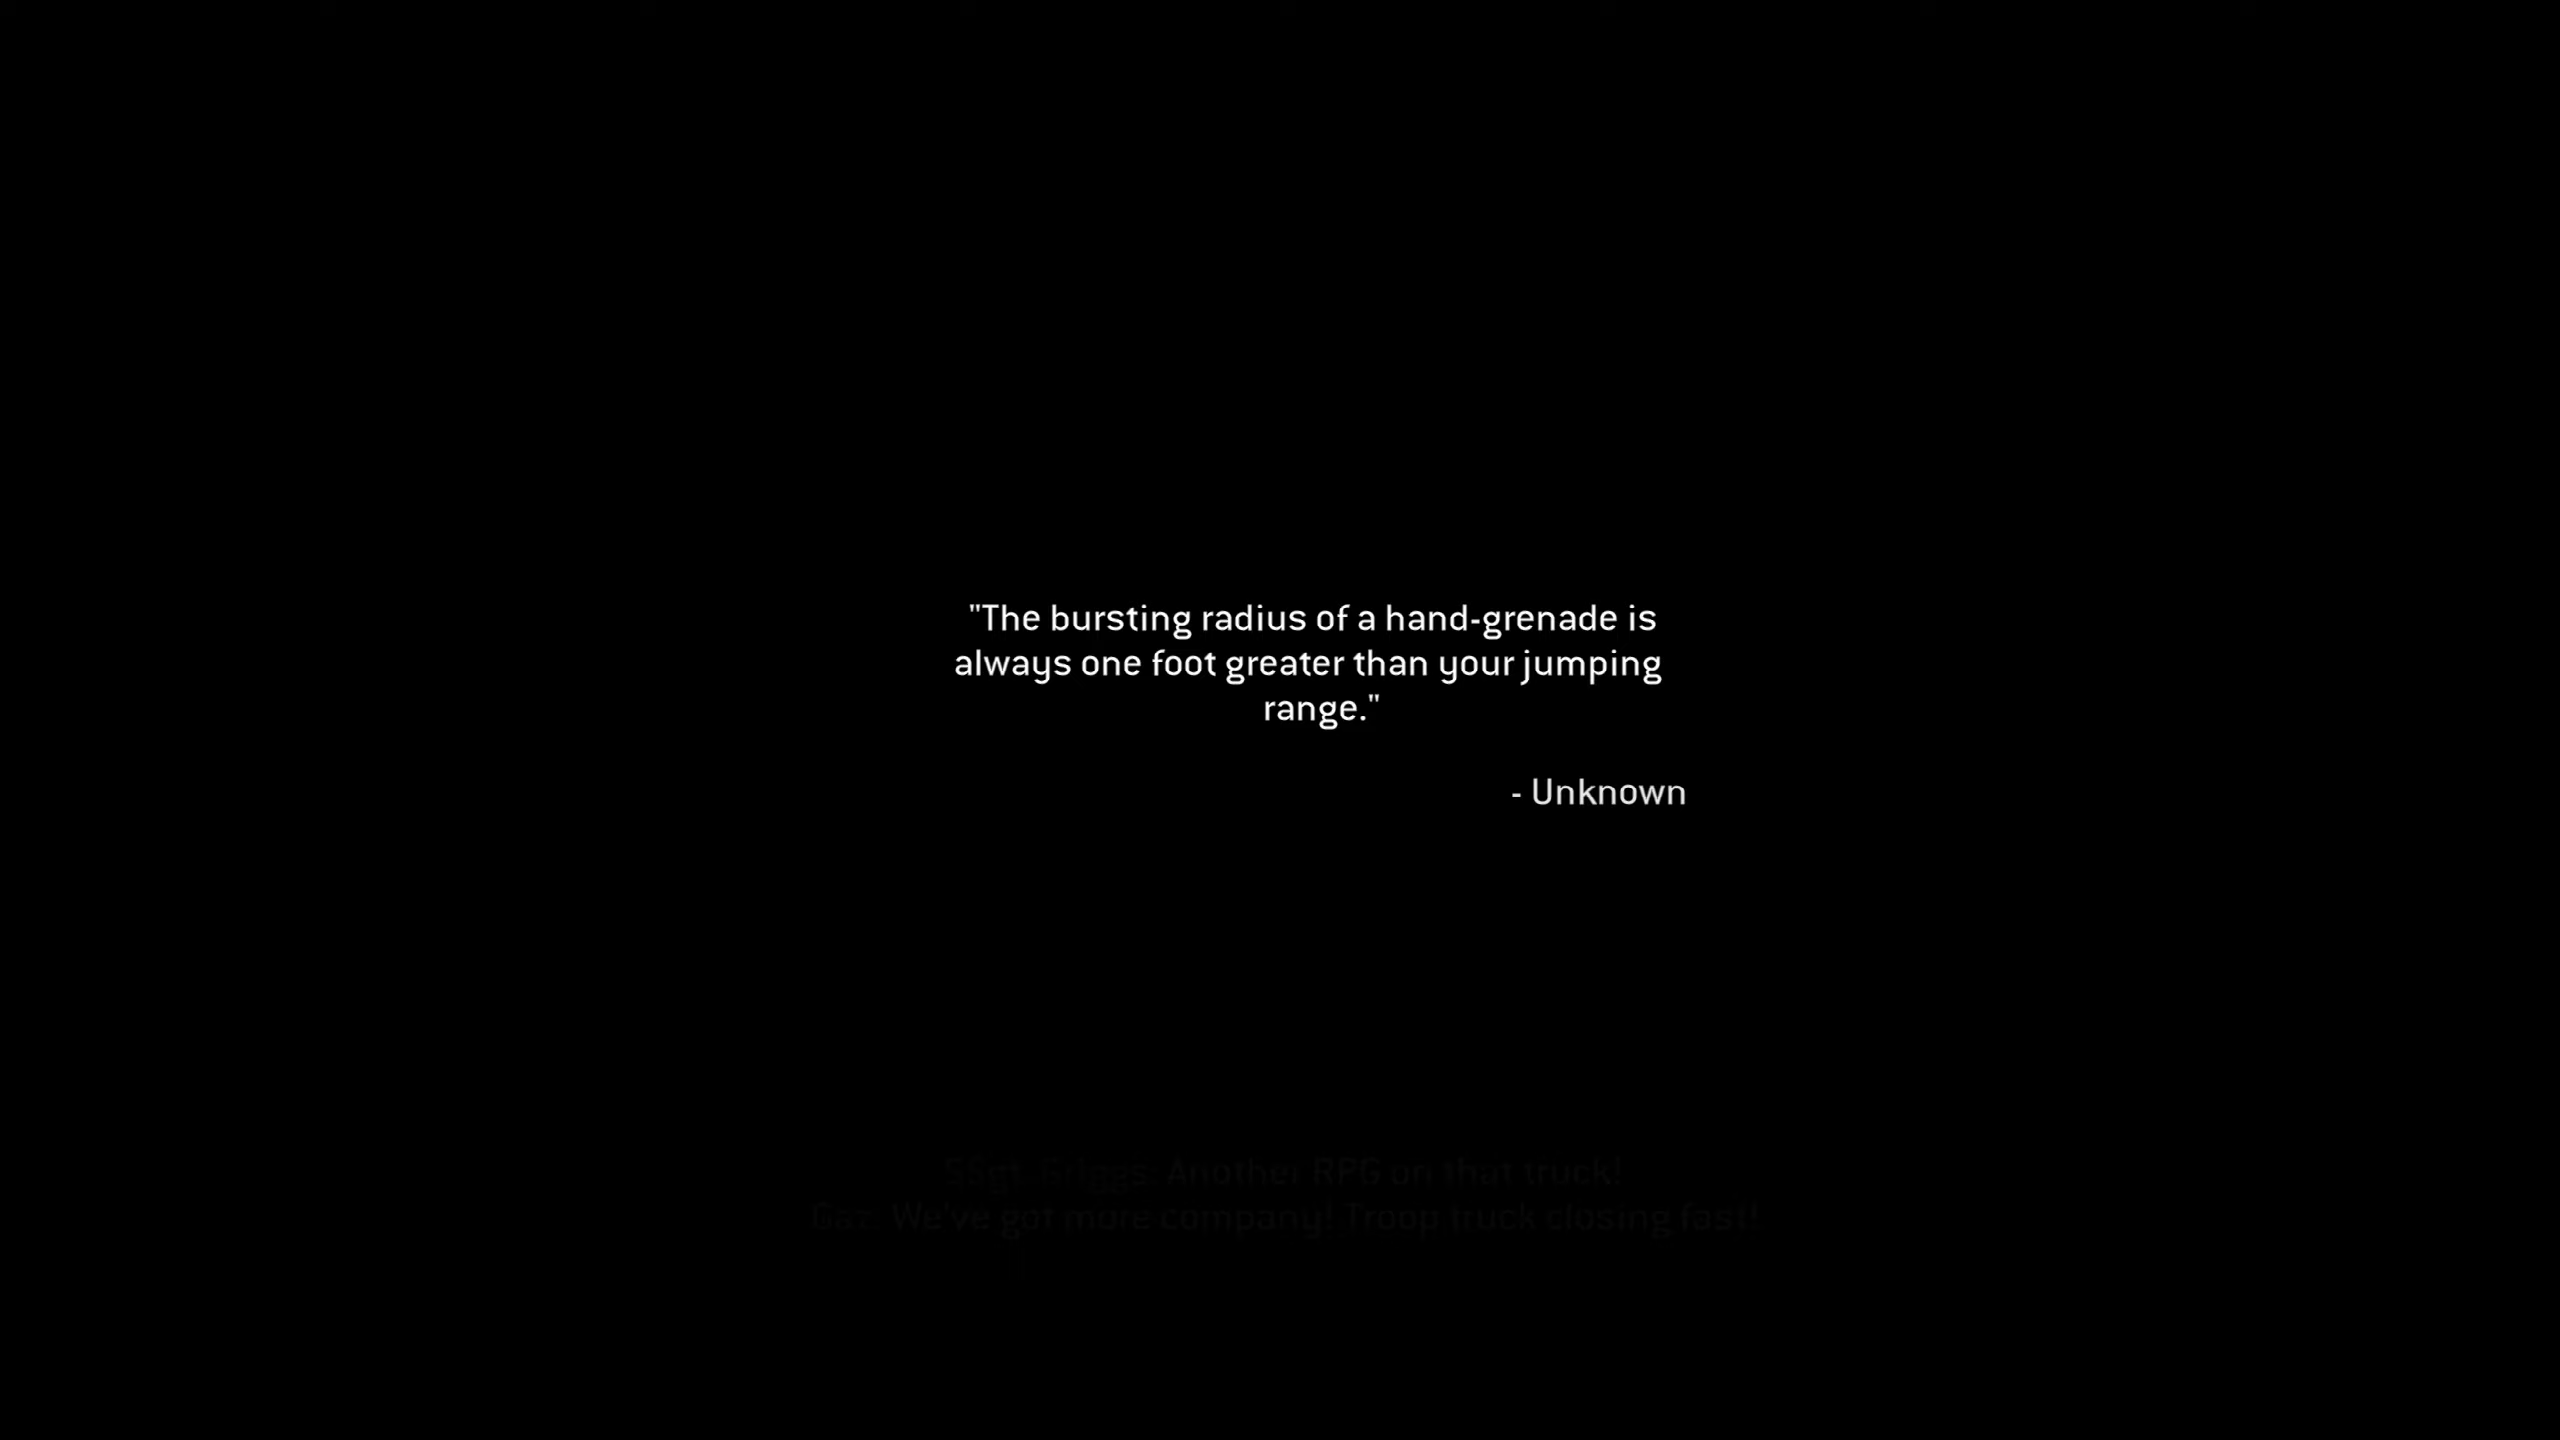 "The bursting radius of a hand-grenade is
always one foot greater than your jumping
range."
- Unknown
SSgt. Griggs: Another RPG on that truck!
Gaz: We've got more company! Troop truck closing fast!